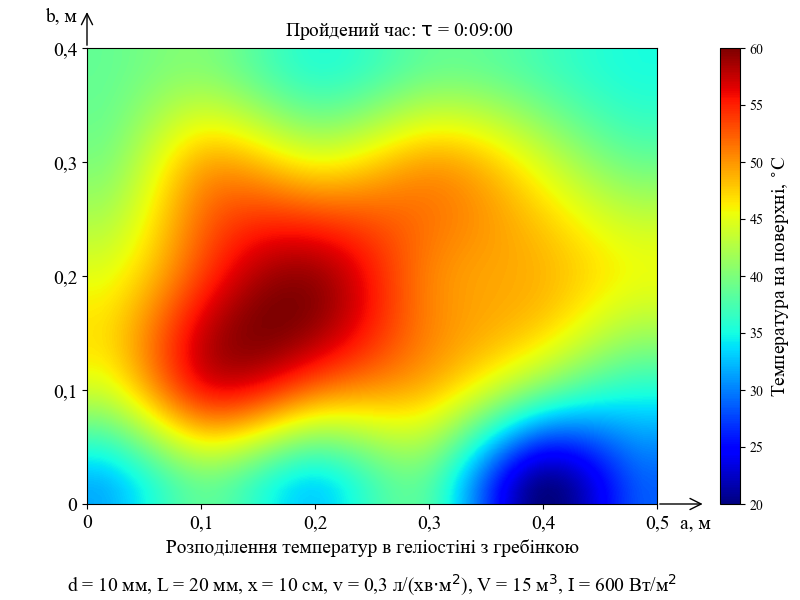 b, м
Пройдений час: τ = 0:09:00
0,4
0,3
0,2
0,1
0
0 0,1 0,2 0,3 0,4 0,5 a, м
60
55
50
45
40
35
30
25
20
Температура на поверхні, ˚C
Розподілення температур в геліостіні з гребінкою
d = 10 мм, L = 20 мм, x = 10 см, v = 0,3 л/(хв·м²), V = 15 м³, I = 600 Вт/м²